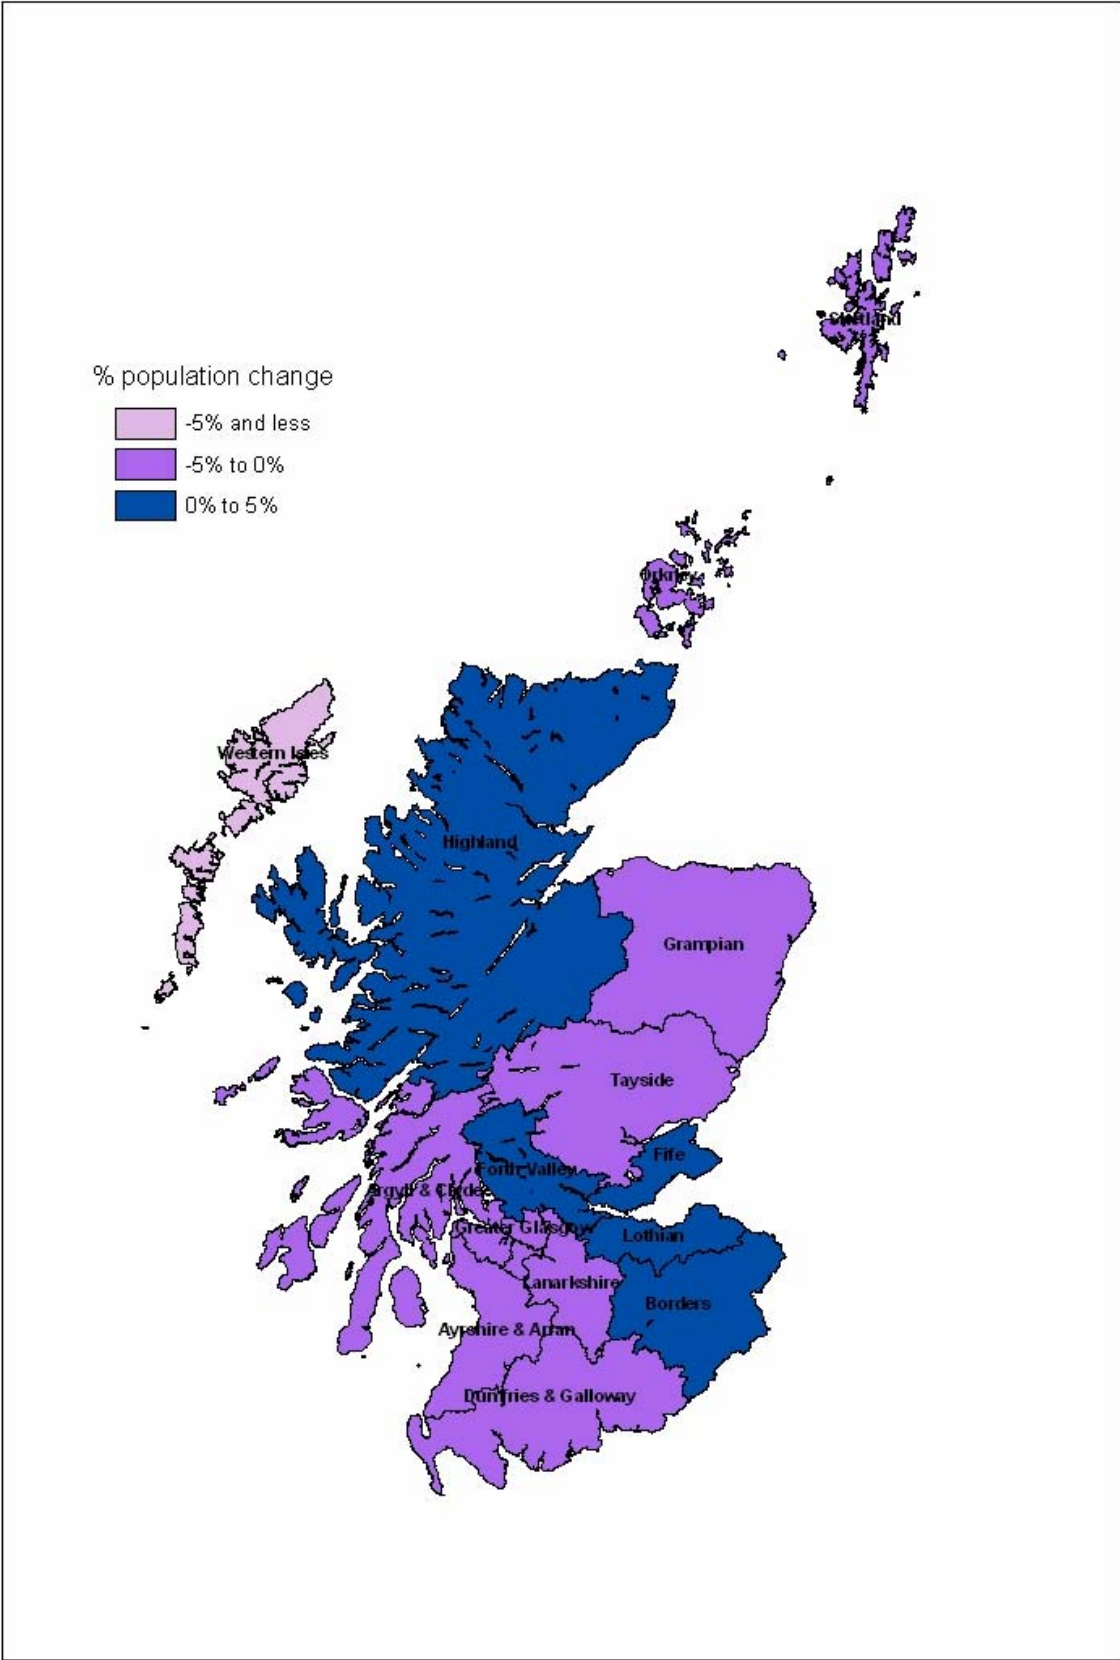 Shetland
% population change
-5% and less
-5% to 0%
0% to 5%
Orkney
Western Isles
Highland
Grampian
Tayside
Fife
Forth Valley
Argyll & Clyde
Greater Glasgow
Lothian
Lanarkshire
Borders
Ayrshire & Arran
Dumfries & Galloway